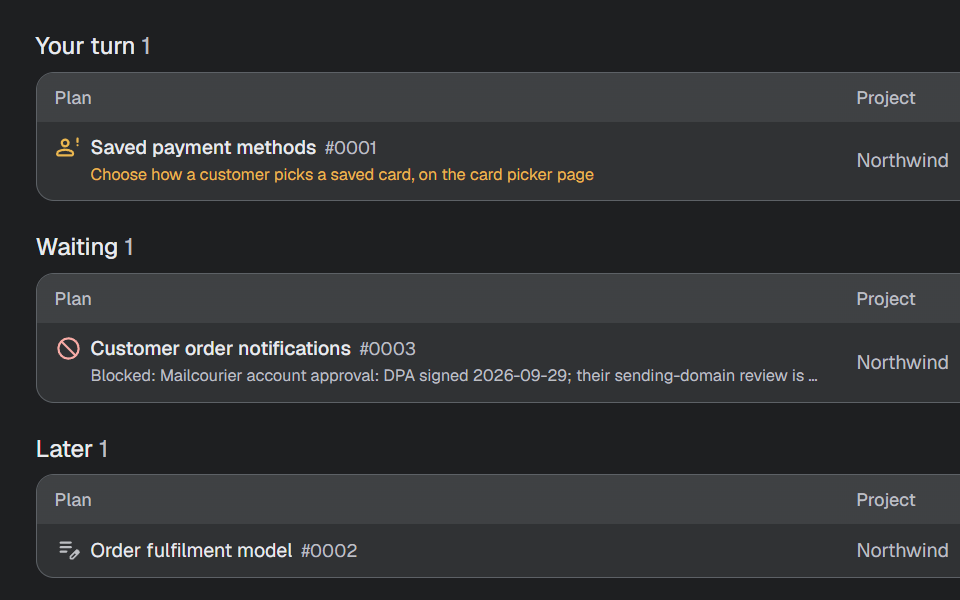 Your turn 1
Plan Project
Saved payment methods #0001
Choose how a customer picks a saved card, on the card picker page
Northwind
Waiting 1
Plan Project
Customer order notifications #0003
Blocked: Mailcourier account approval: DPA signed 2026-09-29; their sending-domain review is ...
Northwind
Later 1
Plan Project
Order fulfilment model #0002 Northwind